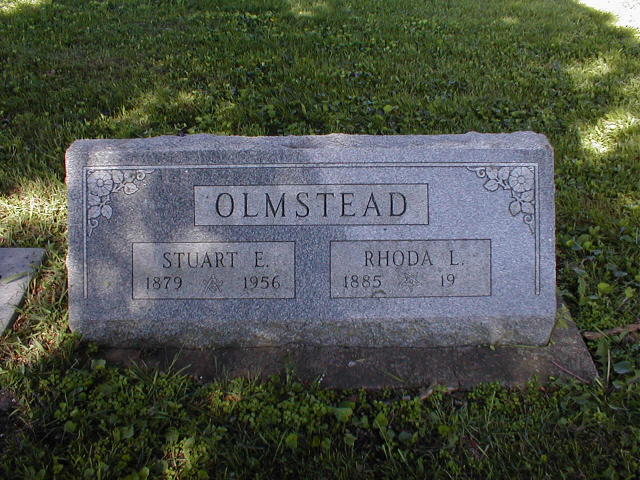 OLMSTEAD
STUART E.
1879 1956
RHODA L.
1885 19